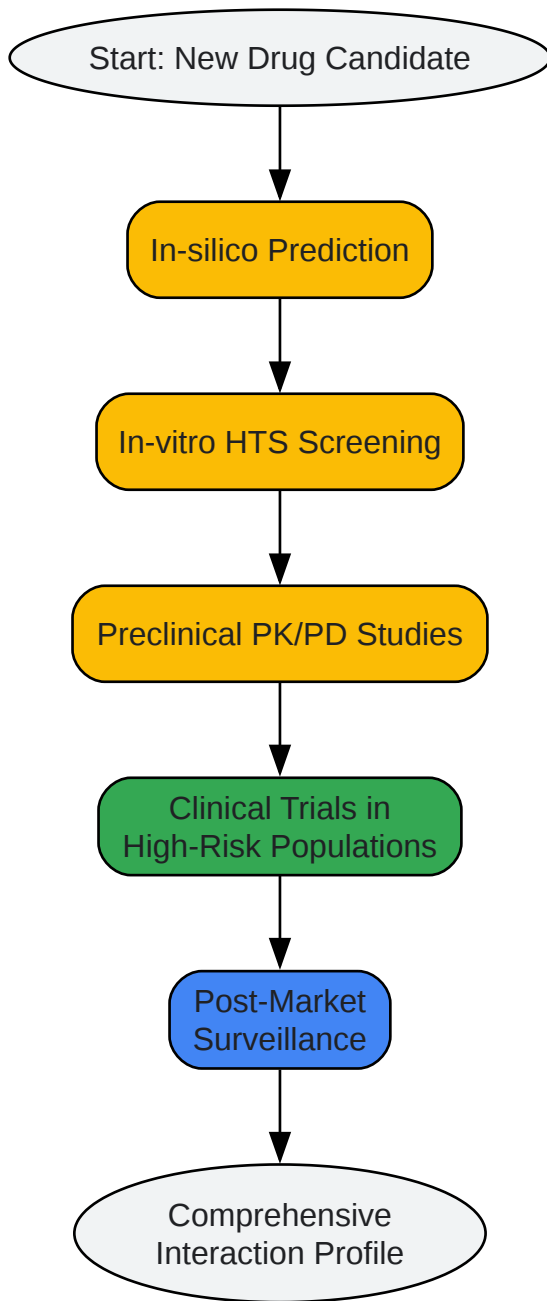 Start: New Drug Candidate
In-silico Prediction
In-vitro HTS Screening
Preclinical PK/PD Studies
Clinical Trials in
High-Risk Populations
Post-Market
Surveillance
Comprehensive
Interaction Profile